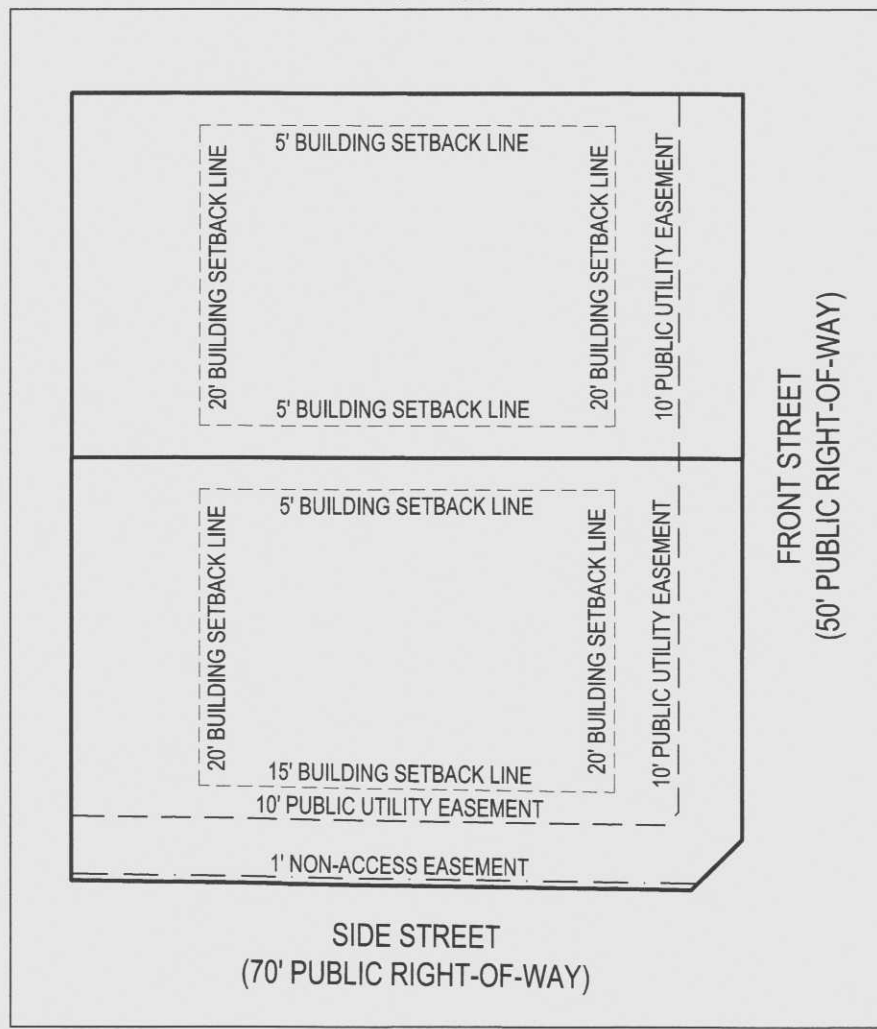 5' BUILDING SETBACK LINE
20' BUILDING SETBACK LINE
20' BUILDING SETBACK LINE
10' PUBLIC UTILITY EASEMENT
5' BUILDING SETBACK LINE
FRONT STREET
(50' PUBLIC RIGHT-OF-WAY)
5' BUILDING SETBACK LINE
20' BUILDING SETBACK LINE
20' BUILDING SETBACK LINE
10' PUBLIC UTILITY EASEMENT
15' BUILDING SETBACK LINE
10' PUBLIC UTILITY EASEMENT
1' NON-ACCESS EASEMENT
SIDE STREET
(70' PUBLIC RIGHT-OF-WAY)